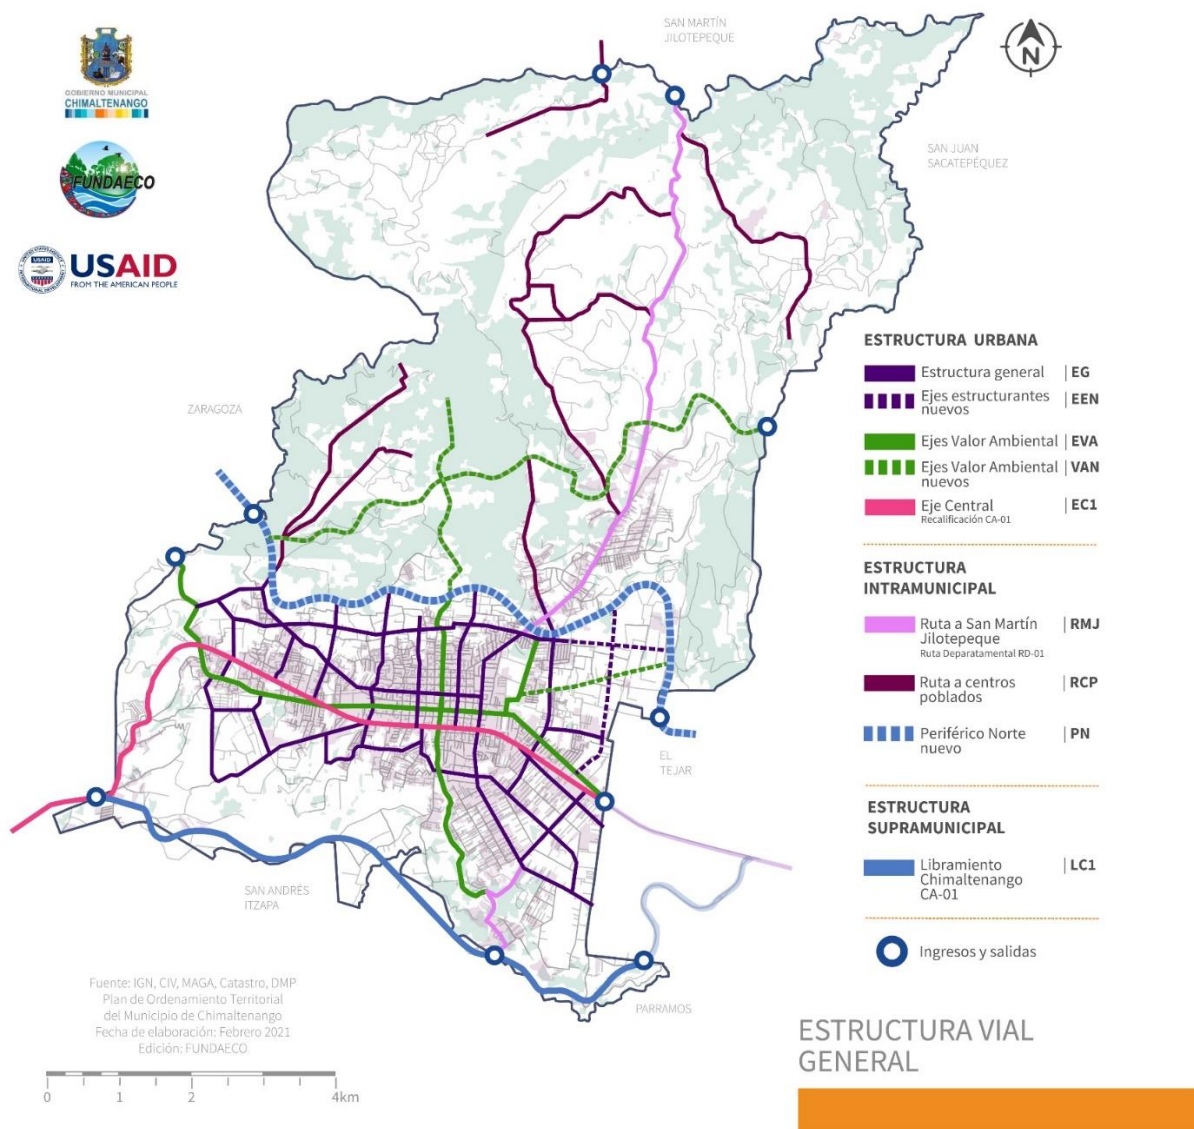 SAN MARTÍN
JILOTEPEQUE
N
GOBIERNO MUNICIPAL
CHIMALTENANGO
FUNDAECO
USAID
FROM THE AMERICAN PEOPLE
SAN JUAN
SACATEPÉQUEZ
ZARAGOZA
ESTRUCTURA URBANA
Estructura general | EG
Ejes estructurantes | EEN
nuevos
Ejes Valor Ambiental | EVA
Ejes Valor Ambiental | VAN
nuevos
Eje Central | EC1
Recalificación CA-01
ESTRUCTURA
INTRAMUNICIPAL
Ruta a San Martín | RMJ
Jilotepeque
Ruta Deparatamental RD-01
Ruta a centros | RCP
poblados
Periférico Norte | PN
nuevo
EL
TEJAR
ESTRUCTURA
SUPRAMUNICIPAL
Libramiento | LC1
Chimaltenango
CA-01
Ingresos y salidas
SAN ANDRÉS
ITZAPA
PARRAMOS
Fuente: IGN, CIV, MAGA, Catastro, DMP
Plan de Ordenamiento Territorial
del Municipio de Chimaltenango
Fecha de elaboración: Febrero 2021
Edición: FUNDAECO
0 1 2 4km
ESTRUCTURA VIAL
GENERAL